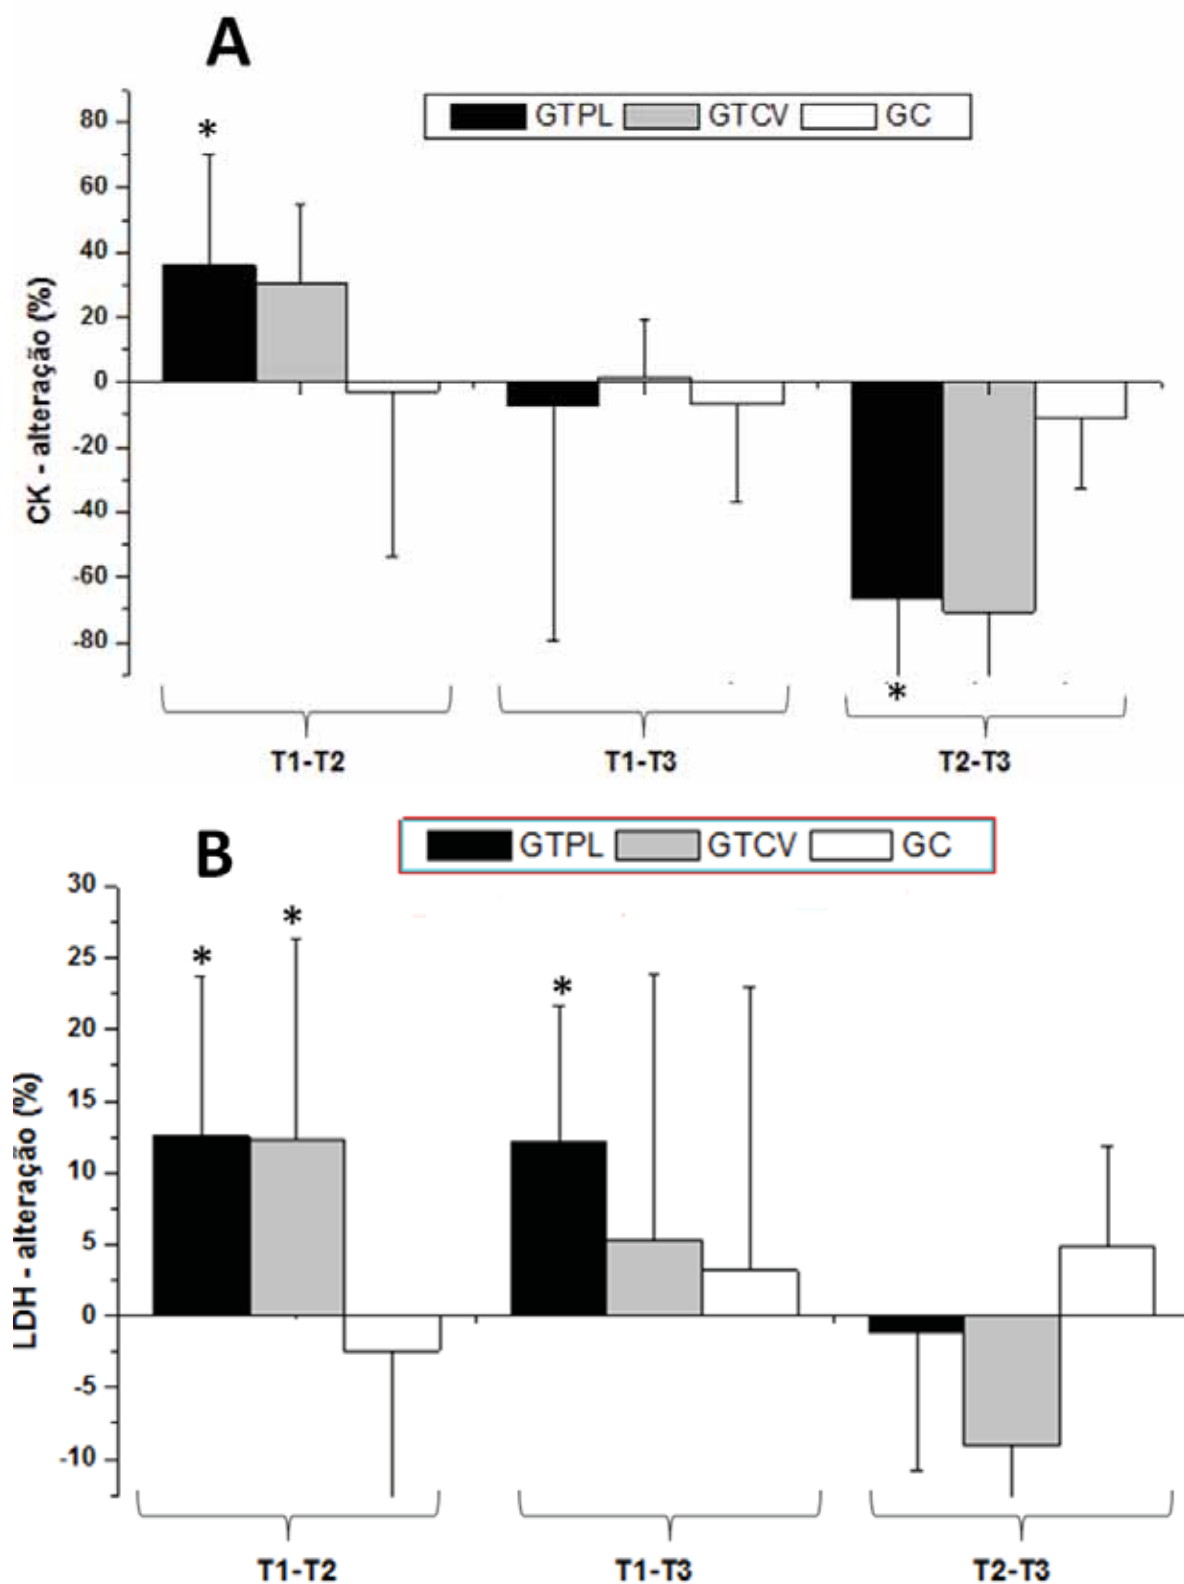 A
GTPL GTCV GC
*
80
60
40
20
0
-20
-40
-60
-80
CK - alteração (%)
*
T1-T2 T1-T3 T2-T3
B
GTPL GTCV GC
30
* * *
25
20
15
10
5
0
-5
-10
LDH - alteração (%)
T1-T2 T1-T3 T2-T3